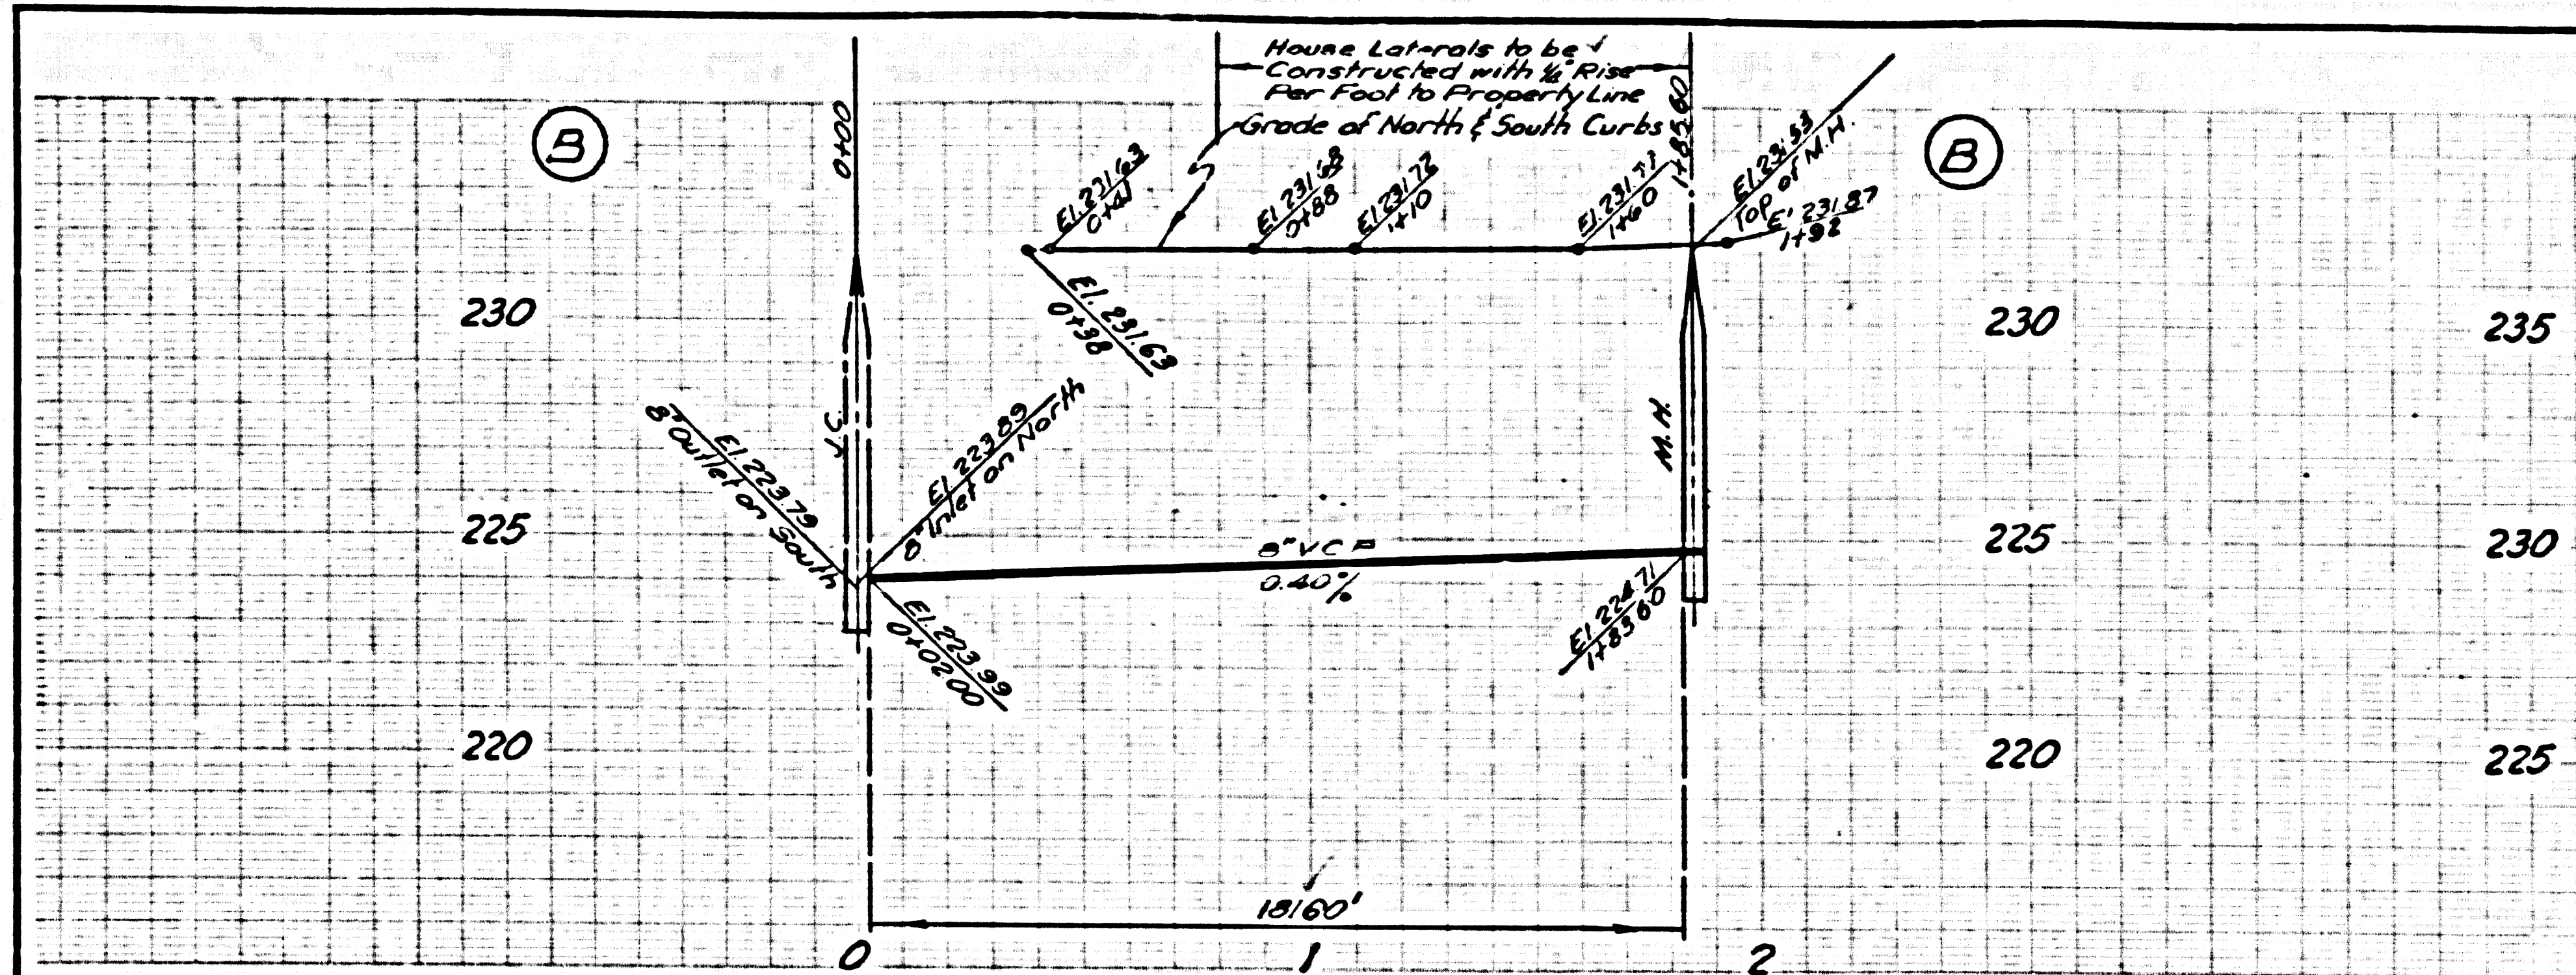 House Laterals to be
Constructed with 1/4" Rise
Per Foot to Property Line
Grade of North & South Curbs
B
0+00
1+85.60
B
El. 231.63
0+41
El. 231.68
0+88
El. 231.72
1+10
El. 231.77
1+60
El. 231.53
Top of M.H.
El. 231.87
1+92
El. 231.63
0+38
230
230
235
8" Outlet on South
El. 223.79
El. 223.89
8" Inlet on North
M.H.
225
225
230
8" VCP
0.40%
El. 223.99
0+02.00
El. 224.71
1+83.60
220
220
225
181.60'
0
1
2